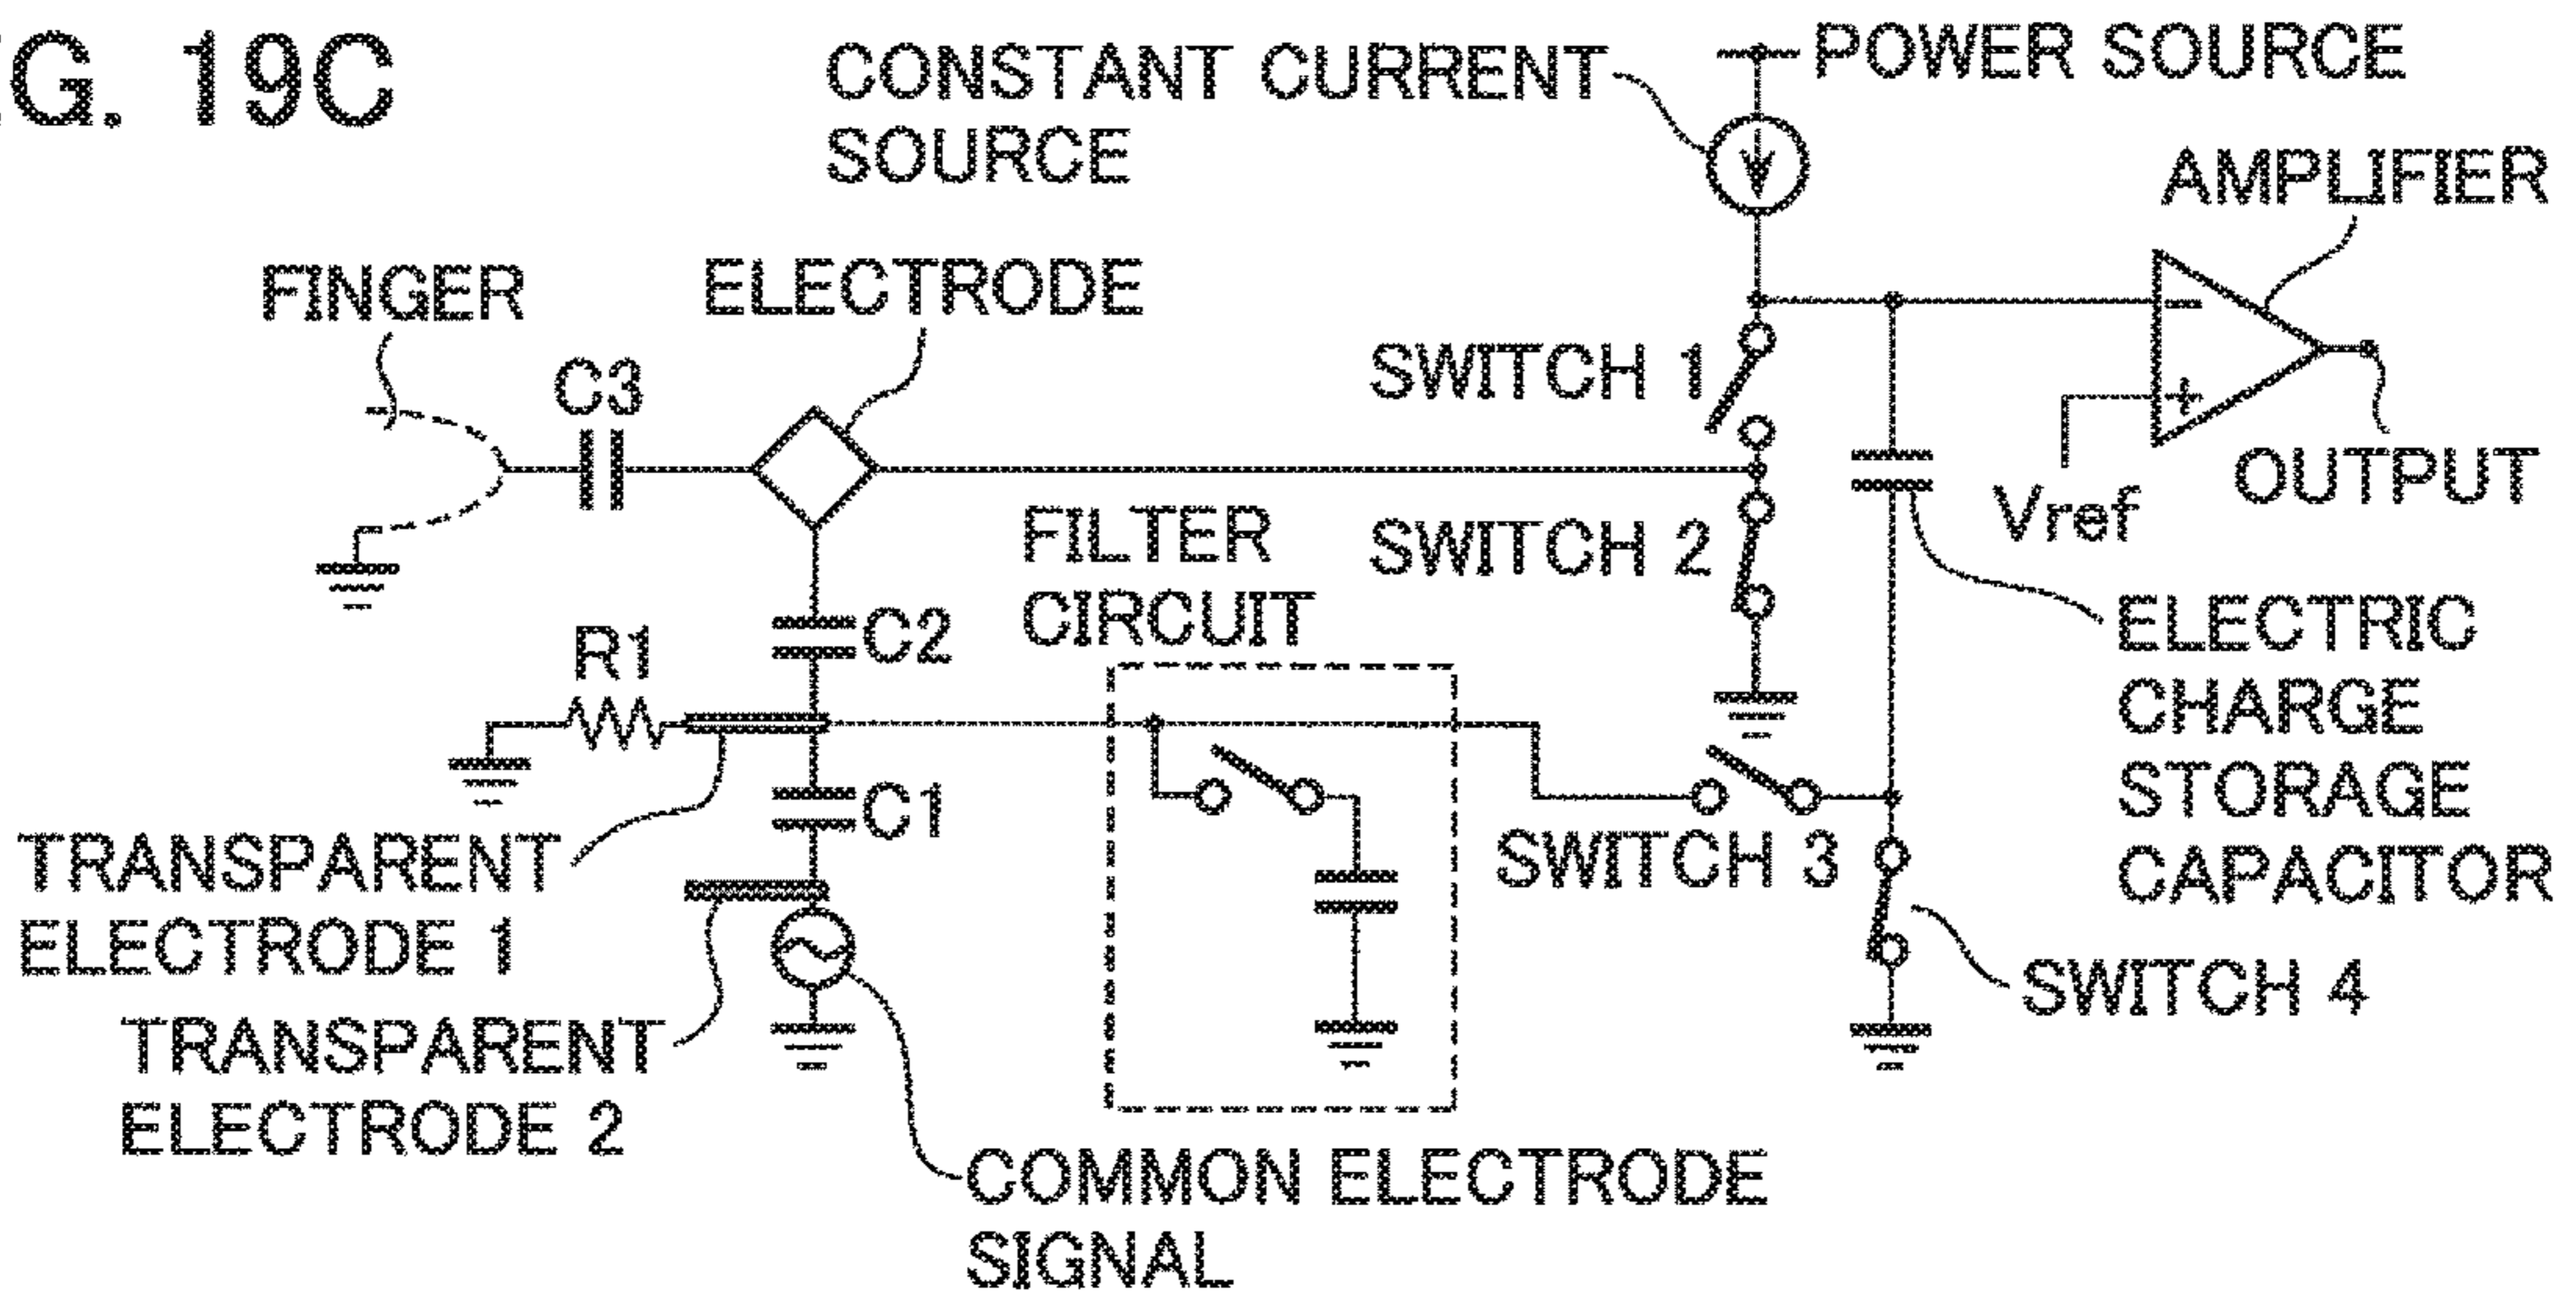 G. 19C
CONSTANT CURRENT
SOURCE
POWER SOURCE
AMPLIFIER
FINGER
ELECTRODE
C3
SWITCH 1
−
+
OUTPUT
Vref
FILTER
CIRCUIT
SWITCH 2
R1
C2
ELECTRIC
CHARGE
STORAGE
CAPACITOR
C1
TRANSPARENT
ELECTRODE 1
SWITCH 3
SWITCH 4
TRANSPARENT
ELECTRODE 2
COMMON ELECTRODE
SIGNAL